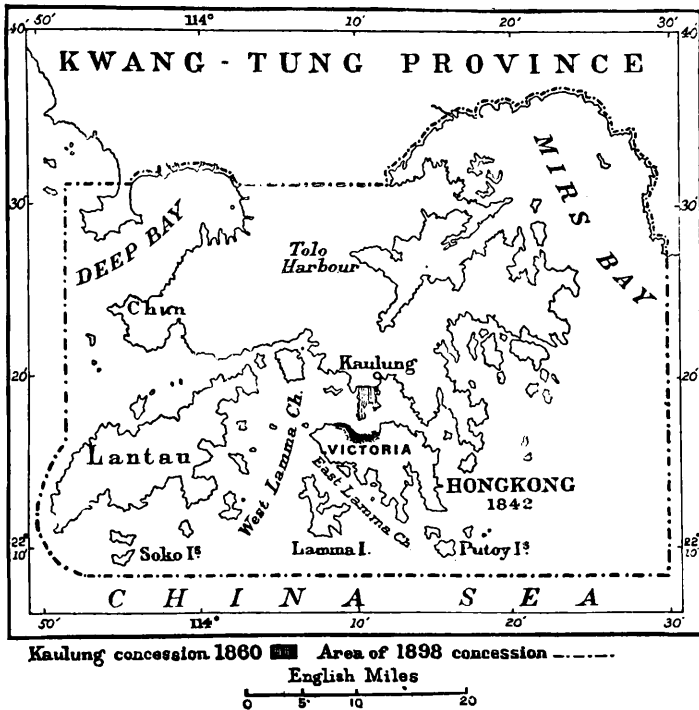 50' 114° 10' 20' 30'
40' 40'
KWANG-TUNG PROVINCE
MIRS BAY
30' 30'
DEEP BAY
Tolo
Harbour
Chun
20' 20'
Kaulung
VICTORIA
Lantau
West Lamma Ch.
East Lamma Ch
HONGKONG
1842
22° 22°
10' 10'
Soko Is
Lamma I.
Putoy Is
CHINA SEA
50' 114° 10' 20' 30'
Kaulung concession 1860 Area of 1898 concession
English Miles
0 5 10 20